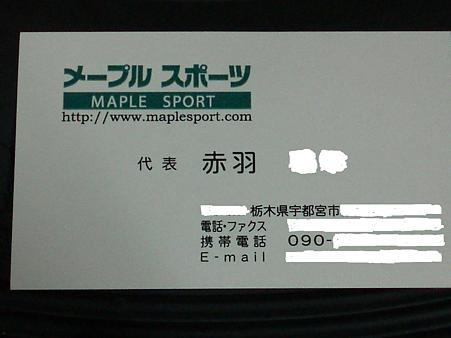 メープル スポーツ
MAPLE SPORT
http://www.maplesport.com
代表 赤羽
栃木県宇都宮市
電話・ファクス
携帯電話 090-
E-mail